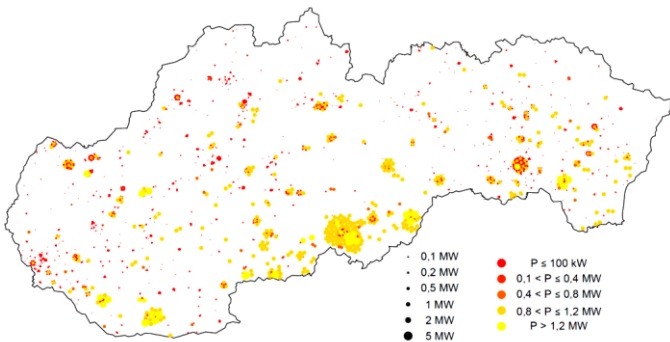 0,1 MW
0,2 MW
0,5 MW
1 MW
2 MW
5 MW
P ≤ 100 kW
0,1 < P ≤ 0,4 MW
0,4 < P ≤ 0,8 MW
0,8 < P ≤ 1,2 MW
P > 1,2 MW